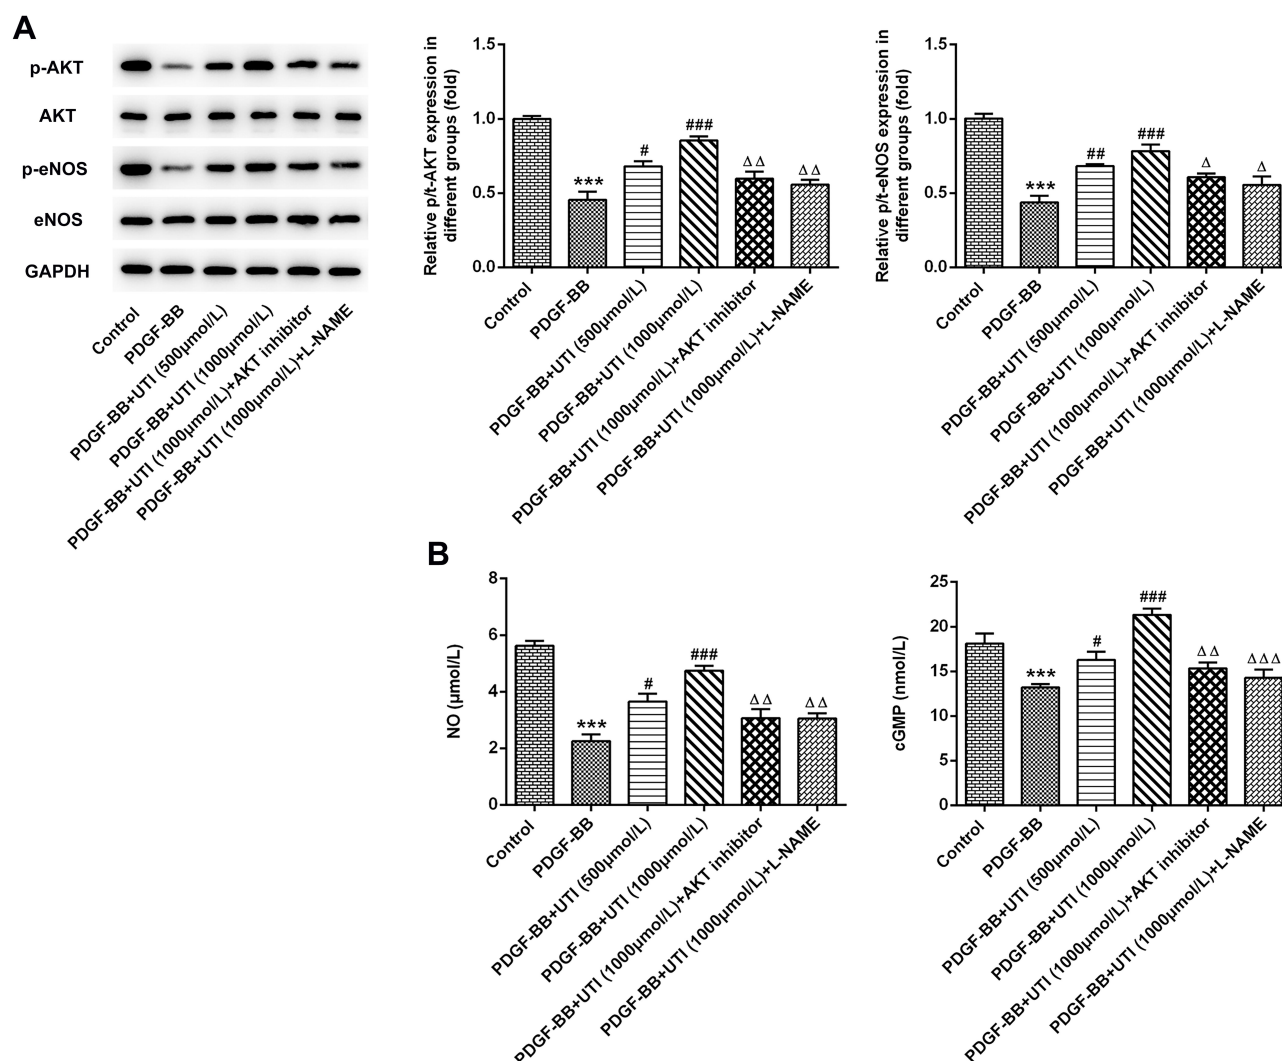 A
p-AKT
AKT
p-eNOS
eNOS
GAPDH
Control
PDGF-BB
PDGF-BB+UTI (500μmol/L)
PDGF-BB+UTI (1000μmol/L)
PDGF-BB+UTI (1000μmol/L)+AKT inhibitor
PDGF-BB+UTI (1000μmol/L)+L-NAME
Relative p/t-AKT expression in
different groups (fold)
1.5
1.0
0.5
0.0
***
#
###
Δ Δ
Δ Δ
Control
PDGF-BB
PDGF-BB+UTI (500μmol/L)
PDGF-BB+UTI (1000μmol/L)
PDGF-BB+UTI (1000μmol/L)+AKT inhibitor
PDGF-BB+UTI (1000μmol/L)+L-NAME
Relative p/t-eNOS expression in
different groups (fold)
1.5
1.0
0.5
0.0
***
##
###
Δ
Δ
Control
PDGF-BB
PDGF-BB+UTI (500μmol/L)
PDGF-BB+UTI (1000μmol/L)
PDGF-BB+UTI (1000μmol/L)+AKT inhibitor
PDGF-BB+UTI (1000μmol/L)+L-NAME
B
NO (μmol/L)
8
6
4
2
0
***
#
###
Δ Δ
Δ Δ
Control
PDGF-BB
PDGF-BB+UTI (500μmol/L)
PDGF-BB+UTI (1000μmol/L)
PDGF-BB+UTI (1000μmol/L)+AKT inhibitor
PDGF-BB+UTI (1000μmol/L)+L-NAME
cGMP (nmol/L)
25
20
15
10
5
0
***
#
###
Δ Δ
Δ Δ Δ
Control
PDGF-BB
PDGF-BB+UTI (500μmol/L)
PDGF-BB+UTI (1000μmol/L)
PDGF-BB+UTI (1000μmol/L)+AKT inhibitor
PDGF-BB+UTI (1000μmol/L)+L-NAME